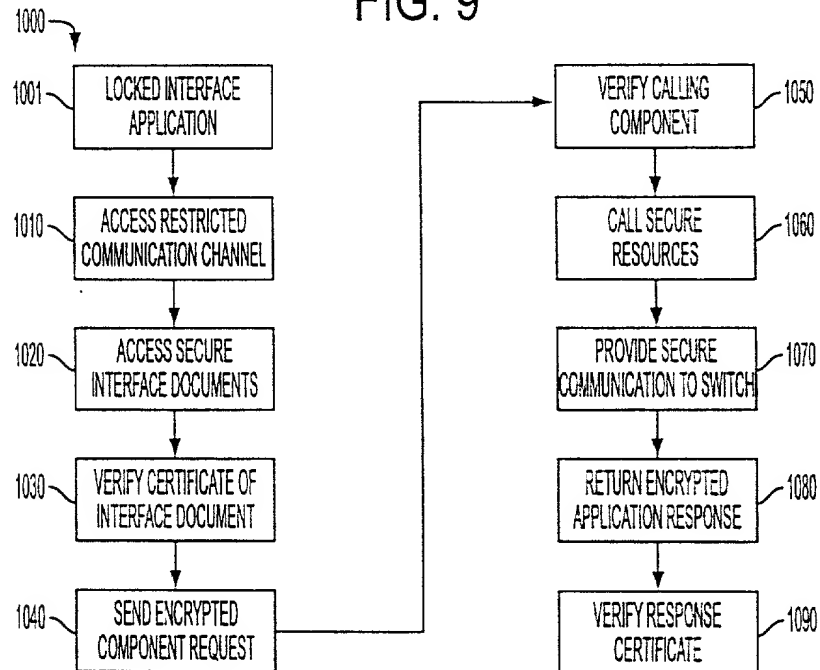 FIG. 9
1000
1001
LOCKED INTERFACE
APPLICATION
1010
ACCESS RESTRICTED
COMMUNICATION CHANNEL
1020
ACCESS SECURE
INTERFACE DOCUMENTS
1030
VERIFY CERTIFICATE OF
INTERFACE DOCUMENT
1040
SEND ENCRYPTED
COMPONENT REQUEST
VERIFY CALLING
COMPONENT
1050
CALL SECURE
RESOURCES
1060
PROVIDE SECURE
COMMUNICATION TO SWITCH
1070
RETURN ENCRYPTED
APPLICATION RESPONSE
1080
VERIFY RESPONSE
CERTIFICATE
1090